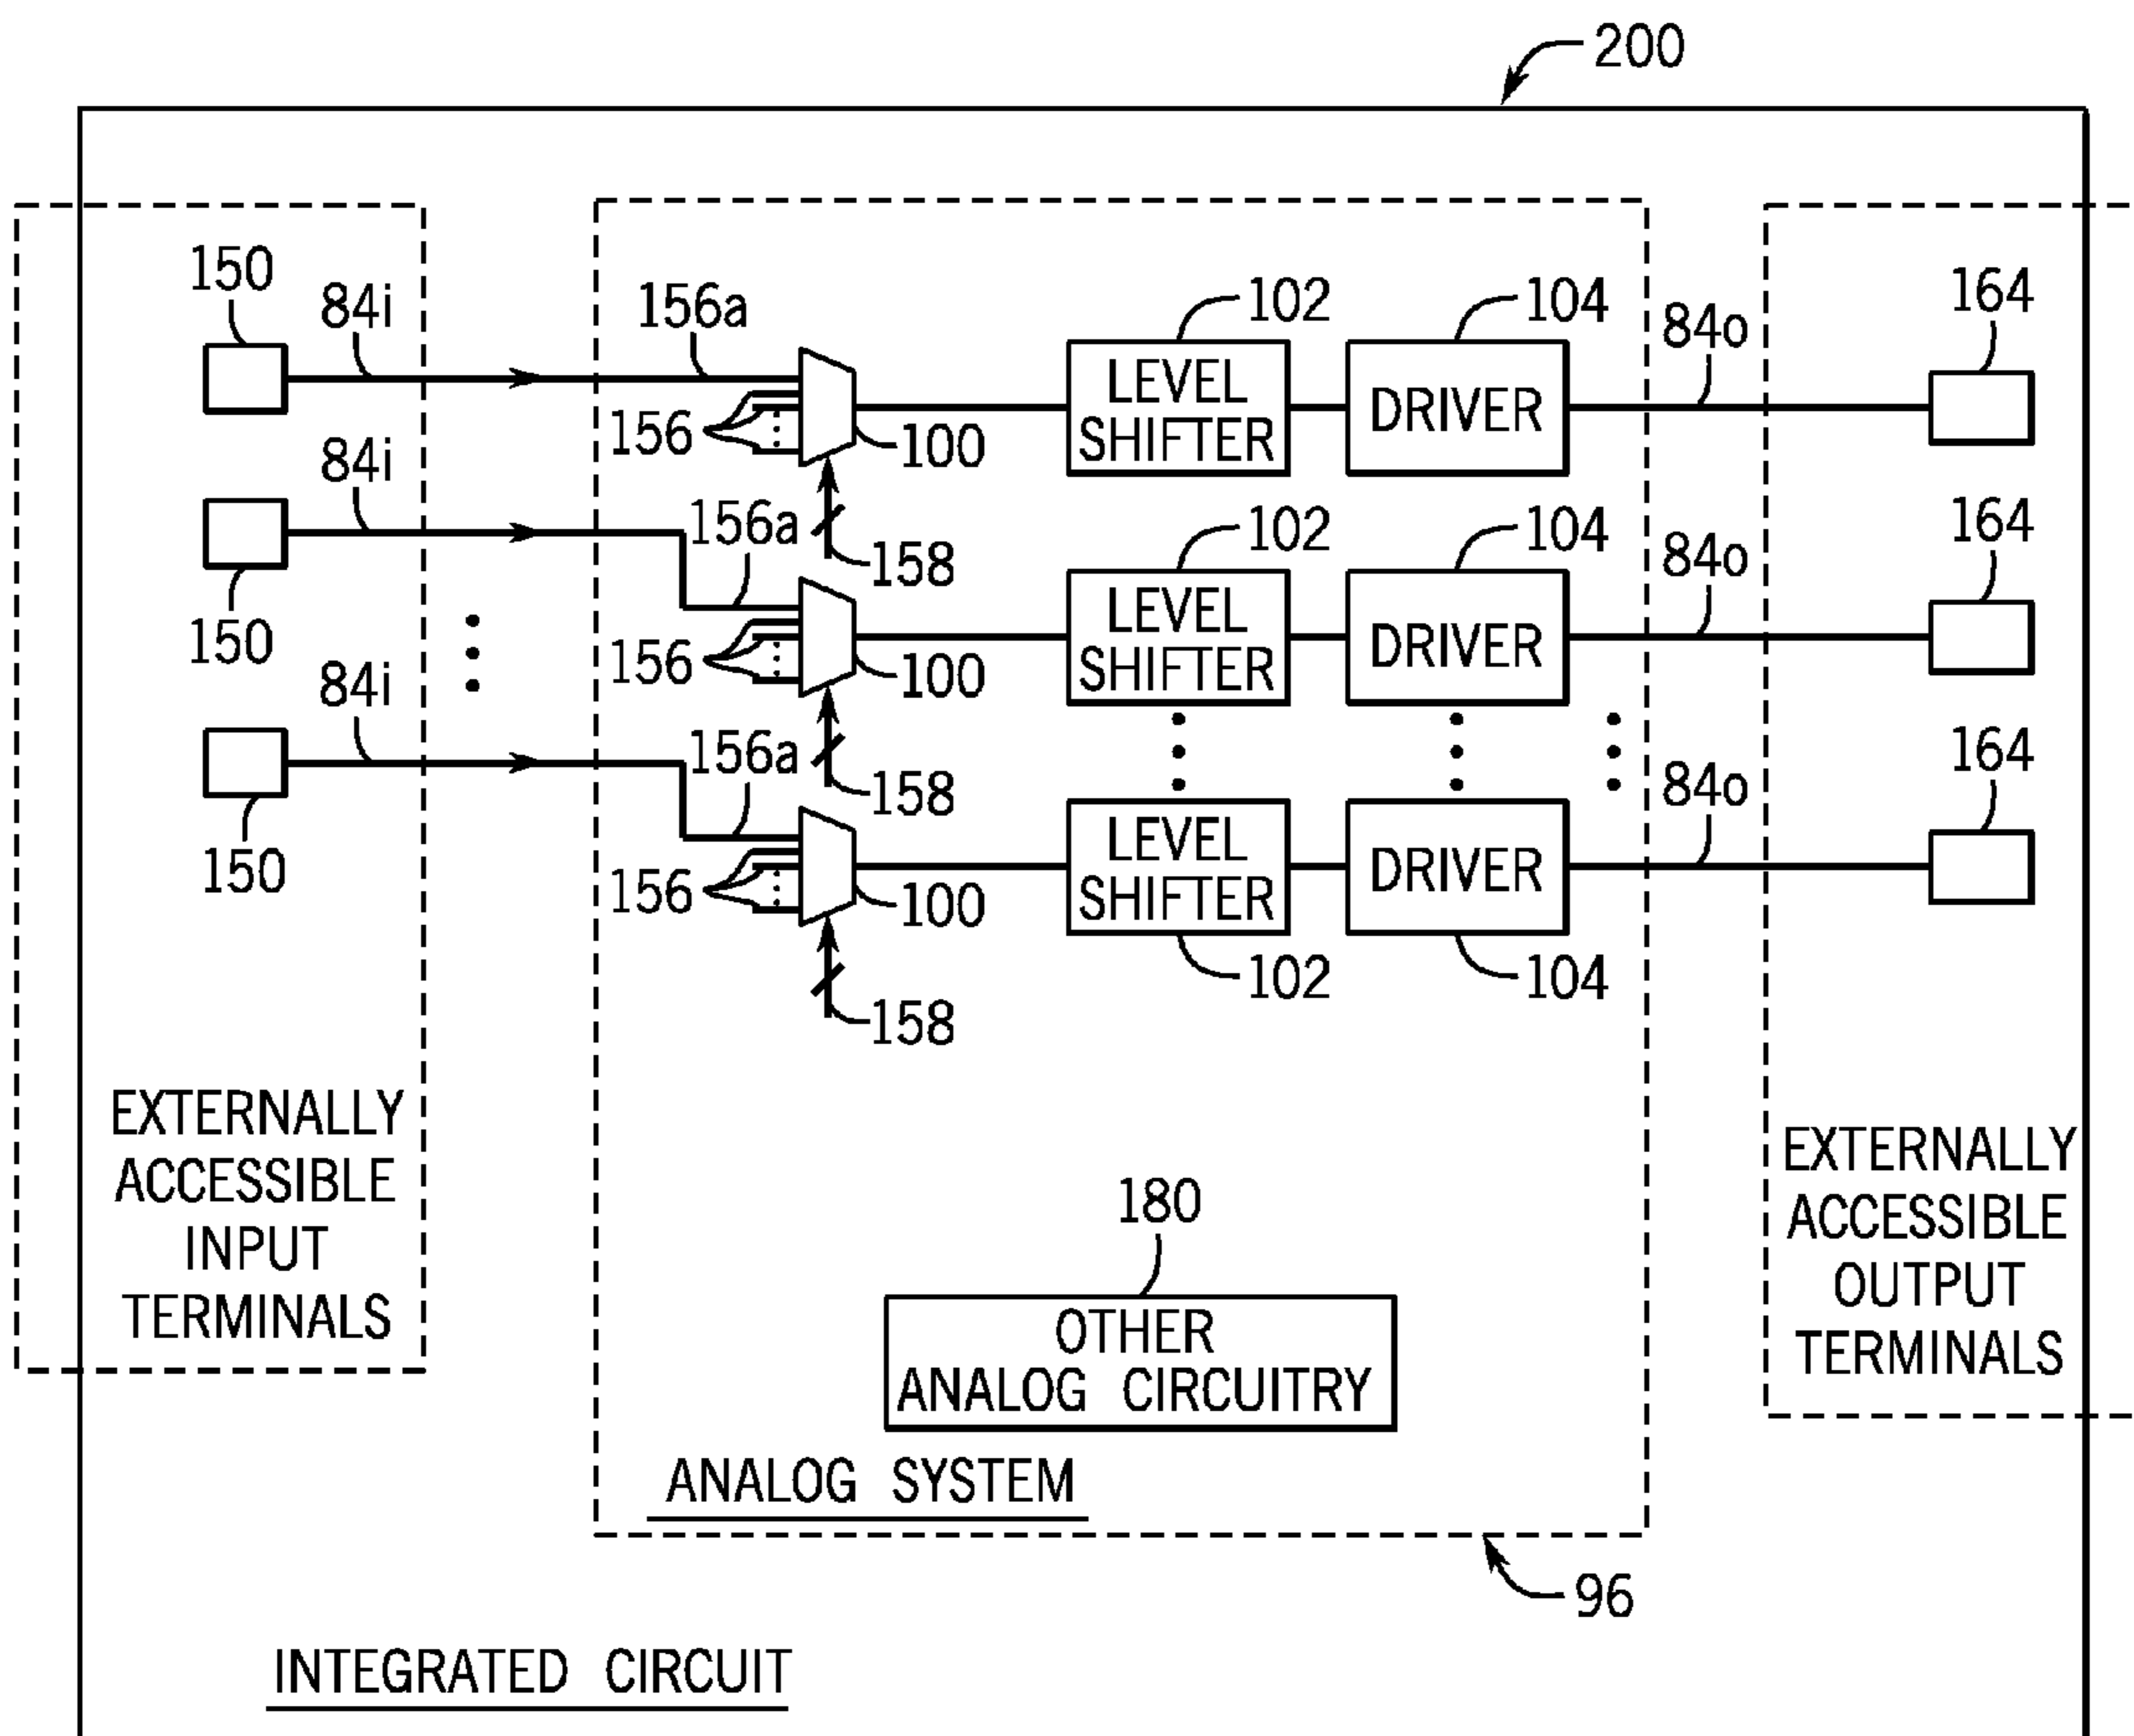 200
150
84i
156a
102
104
84o
164
LEVEL
SHIFTER
DRIVER
156
100
84i
158
156a
102
104
84o
164
150
LEVEL
SHIFTER
DRIVER
156
100
84i
158
156a
84o
164
150
LEVEL
SHIFTER
DRIVER
156
100
102
104
158
EXTERNALLY
ACCESSIBLE
INPUT
TERMINALS
EXTERNALLY
ACCESSIBLE
OUTPUT
TERMINALS
180
OTHER
ANALOG CIRCUITRY
ANALOG SYSTEM
96
INTEGRATED CIRCUIT